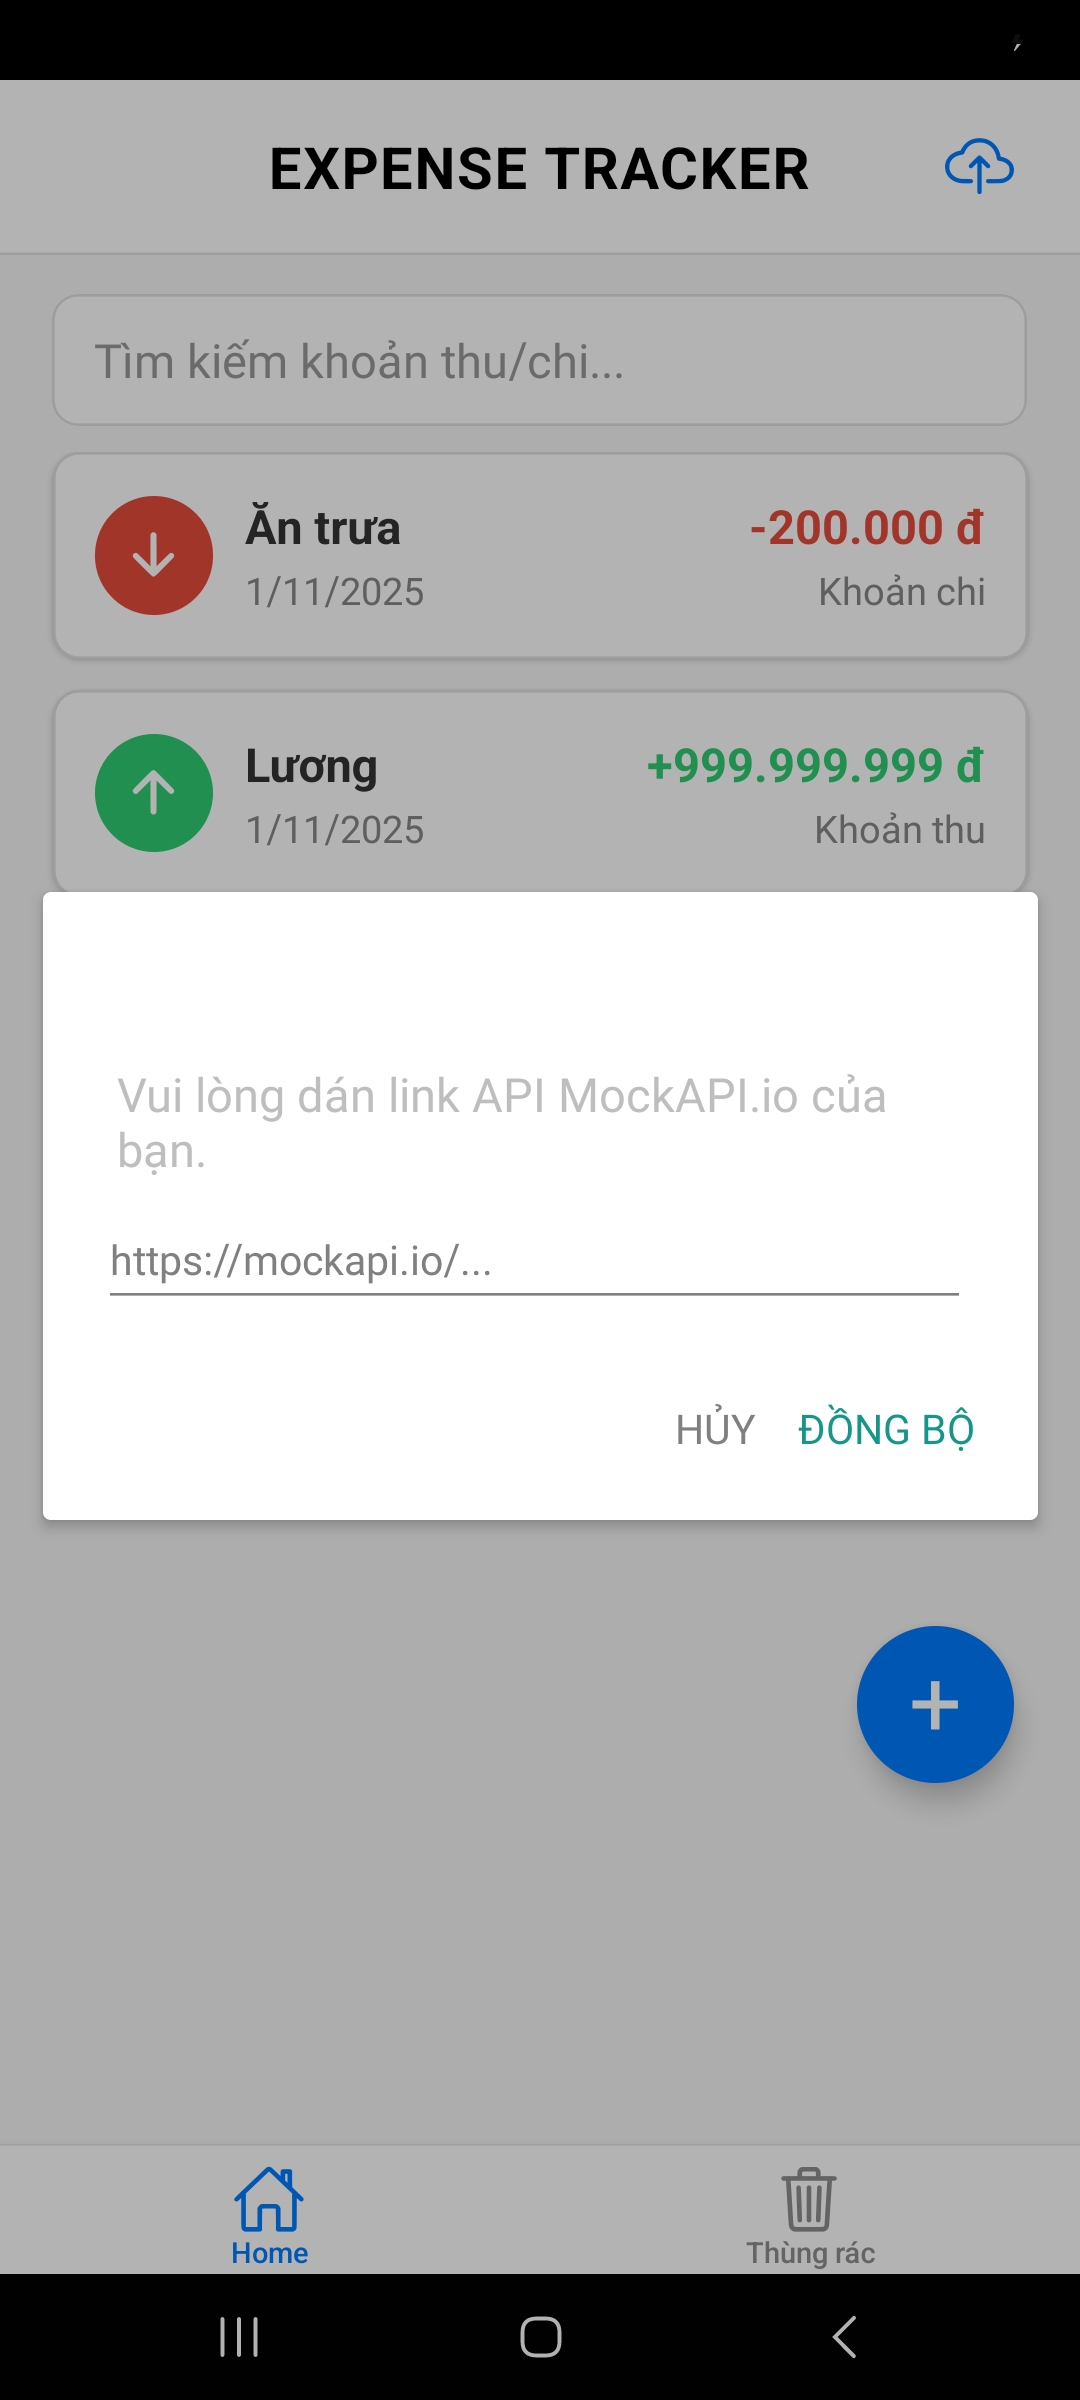 EXPENSE TRACKER
Tìm kiếm khoản thu/chi...
Ăn trưa
-200.000 đ
1/11/2025
Khoản chi
Lương
+999.999.999 đ
1/11/2025
Khoản thu
Vui lòng dán link API MockAPI.io của
bạn.
https://mockapi.io/...
HỦY
ĐỒNG BỘ
Home
Thùng rác